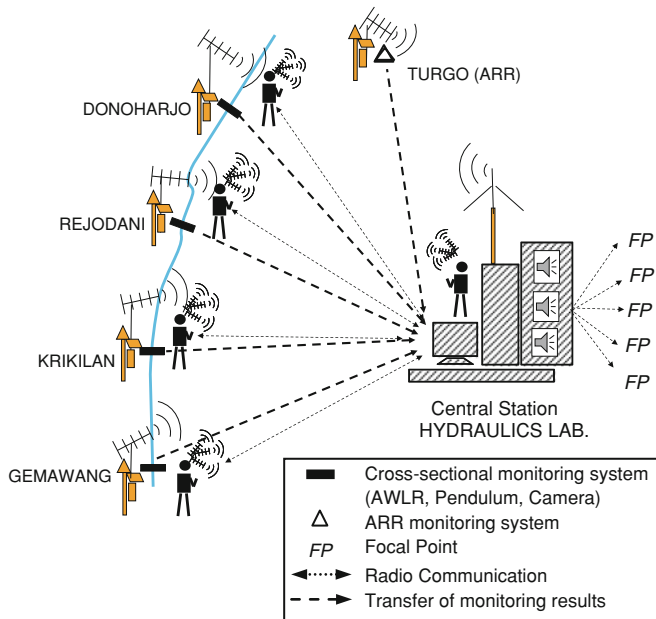 TURGO (ARR)
DONOHARJO
REJODANI
KRIKILAN
GEMAWANG
FP
FP
FP
FP
FP
Central Station
HYDRAULICS LAB.
Cross-sectional monitoring system
(AWLR, Pendulum, Camera)
ARR monitoring system
FP Focal Point
Radio Communication
Transfer of monitoring results